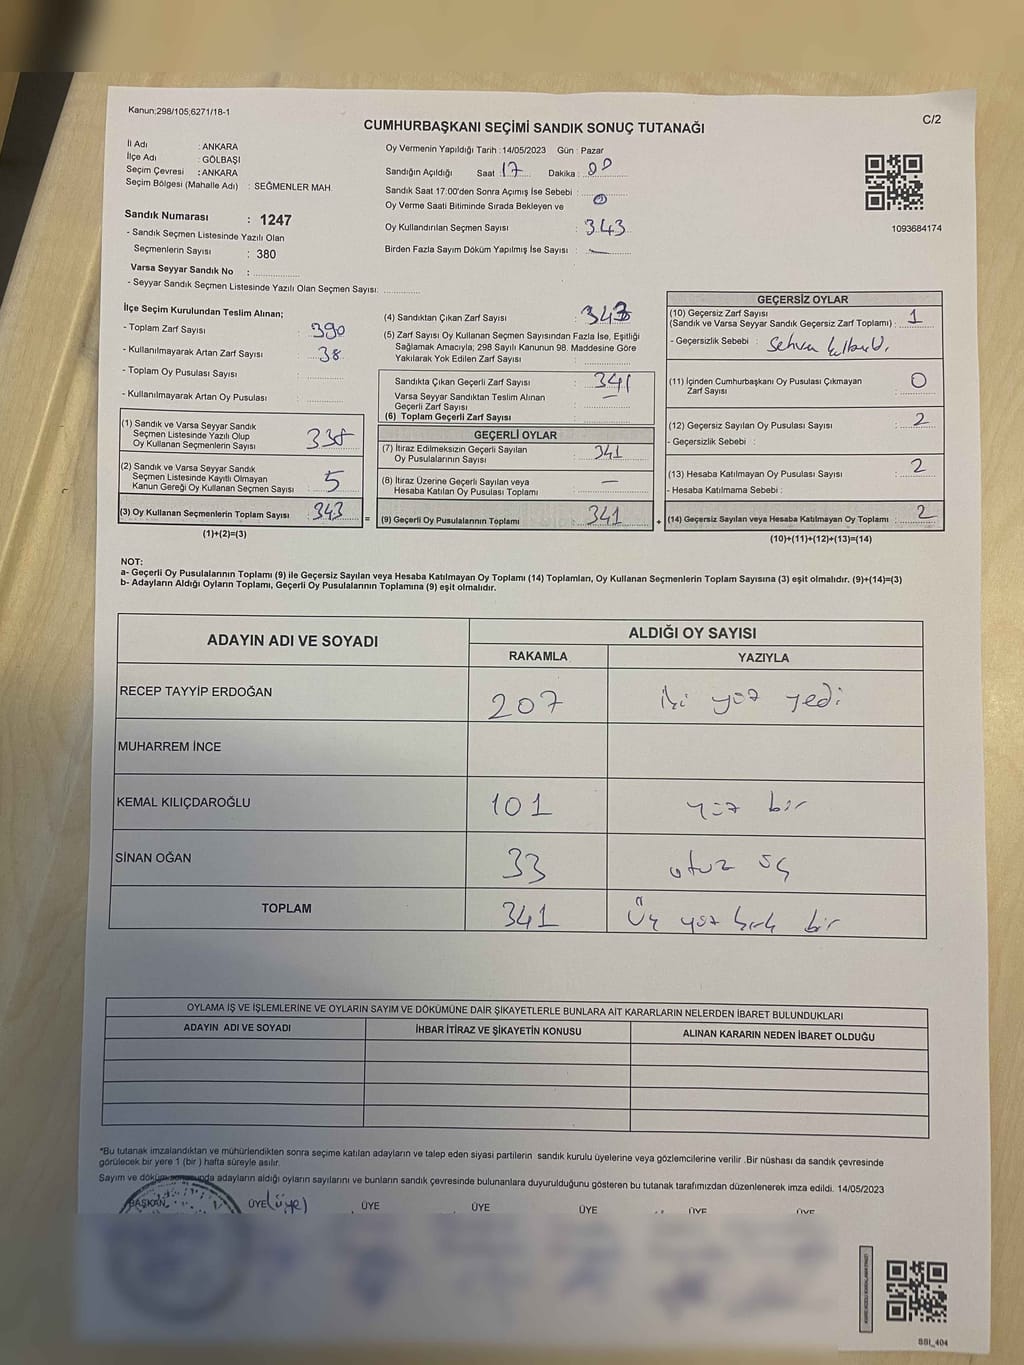 Kanun;298/105;6271/18-1
C/2
CUMHURBAŞKANI SEÇİMİ SANDIK SONUÇ TUTANAĞI
İl Adı : ANKARA
İlçe Adı : GÖLBAŞI
Seçim Çevresi : ANKARA
Seçim Bölgesi (Mahalle Adı) : SEĞMENLER MAH.
Oy Vermenin Yapıldığı Tarih :14/05/2023 Gün : Pazar
Sandığın Açıldığı Saat :17 Dakika : 00
Sandık Saat 17:00'den Sonra Açımış İse Sebebi :
Oy Verme Saati Bitiminde Sırada Bekleyen ve 0
Oy Kullandırılan Seçmen Sayısı : 343
Birden Fazla Sayım Döküm Yapılmış İse Sayısı : —
1093684174
Sandık Numarası : 1247
- Sandık Seçmen Listesinde Yazılı Olan
Seçmenlerin Sayısı : 380
Varsa Seyyar Sandık No :
- Seyyar Sandık Seçmen Listesinde Yazılı Olan Seçmen Sayısı:
İlçe Seçim Kurulundan Teslim Alınan;
- Toplam Zarf Sayısı : 390
- Kullanılmayarak Artan Zarf Sayısı : 38
- Toplam Oy Pusulası Sayısı :
- Kullanılmayarak Artan Oy Pusulası :
(1) Sandık ve Varsa Seyyar Sandık
Seçmen Listesinde Yazılı Olup
Oy Kullanan Seçmenlerin Sayısı : 338
(2) Sandık ve Varsa Seyyar Sandık
Seçmen Listesinde Kayıtlı Olmayan
Kanun Gereği Oy Kullanan Seçmen Sayısı : 5
(3) Oy Kullanan Seçmenlerin Toplam Sayısı : 343
(1)+(2)=(3)
(4) Sandıktan Çıkan Zarf Sayısı : 343
(5) Zarf Sayısı Oy Kullanan Seçmen Sayısından Fazla İse, Eşitliği
Sağlamak Amacıyla; 298 Sayılı Kanunun 98. Maddesine Göre
Yakılarak Yok Edilen Zarf Sayısı :
Sandıkta Çıkan Geçerli Zarf Sayısı : 341
Varsa Seyyar Sandıktan Teslim Alınan —
Geçerli Zarf Sayısı :
(6) Toplam Geçerli Zarf Sayısı :
GEÇERLİ OYLAR
(7) İtiraz Edilmeksizin Geçerli Sayılan
Oy Pusulalarının Sayısı : 341
(8) İtiraz Üzerine Geçerli Sayılan veya
Hesaba Katılan Oy Pusulası Toplamı : —
= (9) Geçerli Oy Pusulalarının Toplamı : 341
GEÇERSİZ OYLAR
(10) Geçersiz Zarf Sayısı
(Sandık ve Varsa Seyyar Sandık Geçersiz Zarf Toplamı) : 1
- Geçersizlik Sebebi : Sehven
(11) İçinden Cumhurbaşkanı Oy Pusulası Çıkmayan
Zarf Sayısı : 0
(12) Geçersiz Sayılan Oy Pusulası Sayısı : 2
- Geçersizlik Sebebi :
(13) Hesaba Katılmayan Oy Pusulası Sayısı : 2
- Hesaba Katılmama Sebebi :
+ (14) Geçersiz Sayılan veya Hesaba Katılmayan Oy Toplamı : 2
(10)+(11)+(12)+(13)=(14)
NOT:
a- Geçerli Oy Pusulalarının Toplamı (9) ile Geçersiz Sayılan veya Hesaba Katılmayan Oy Toplamı (14) Toplamları, Oy Kullanan Seçmenlerin Toplam Sayısına (3) eşit olmalıdır. (9)+(14)=(3)
b- Adayların Aldığı Oyların Toplamı, Geçerli Oy Pusulalarının Toplamına (9) eşit olmalıdır.
ADAYIN ADI VE SOYADI
ALDIĞI OY SAYISI
RAKAMLA YAZIYLA
RECEP TAYYİP ERDOĞAN 207 iki yüz yedi
MUHARREM İNCE
KEMAL KILIÇDAROĞLU 101 yüz bir
SİNAN OĞAN 33 otuz üç
TOPLAM 341 Üç yüz kırk bir
OYLAMA İŞ VE İŞLEMLERİNE VE OYLARIN SAYIM VE DÖKÜMÜNE DAİR ŞİKAYETLERLE BUNLARA AİT KARARLARIN NELERDEN İBARET BULUNDUKLARI
ADAYIN ADI VE SOYADI İHBAR İTİRAZ VE ŞİKAYETİN KONUSU ALINAN KARARIN NEDEN İBARET OLDUĞU
*Bu tutanak imzalandıktan ve mühürlendikten sonra seçime katılan adayların ve talep eden siyasi partilerin sandık kurulu üyelerine veya gözlemcilerine verilir .Bir nüshası da sandık çevresinde
görülecek bir yere 1 (bir ) hafta süreyle asılır.
Sayım ve döküm sonucunda adayların aldığı oyların sayılarını ve bunların sandık çevresinde bulunanlara duyurulduğunu gösteren bu tutanak tarafımızdan düzenlenerek imza edildi. 14/05/2023
BAŞKAN ÜYE (üye) ÜYE ÜYE ÜYE ÜYE ÜYE
SBI_404